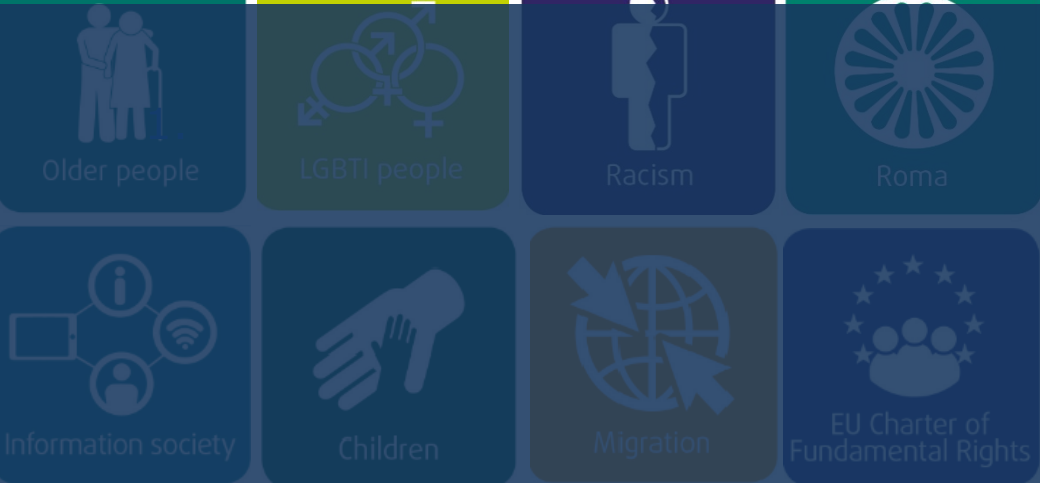 Older people
LGBTI people
Racism
Roma
Information society
Children
Migration
EU Charter of
Fundamental Rights